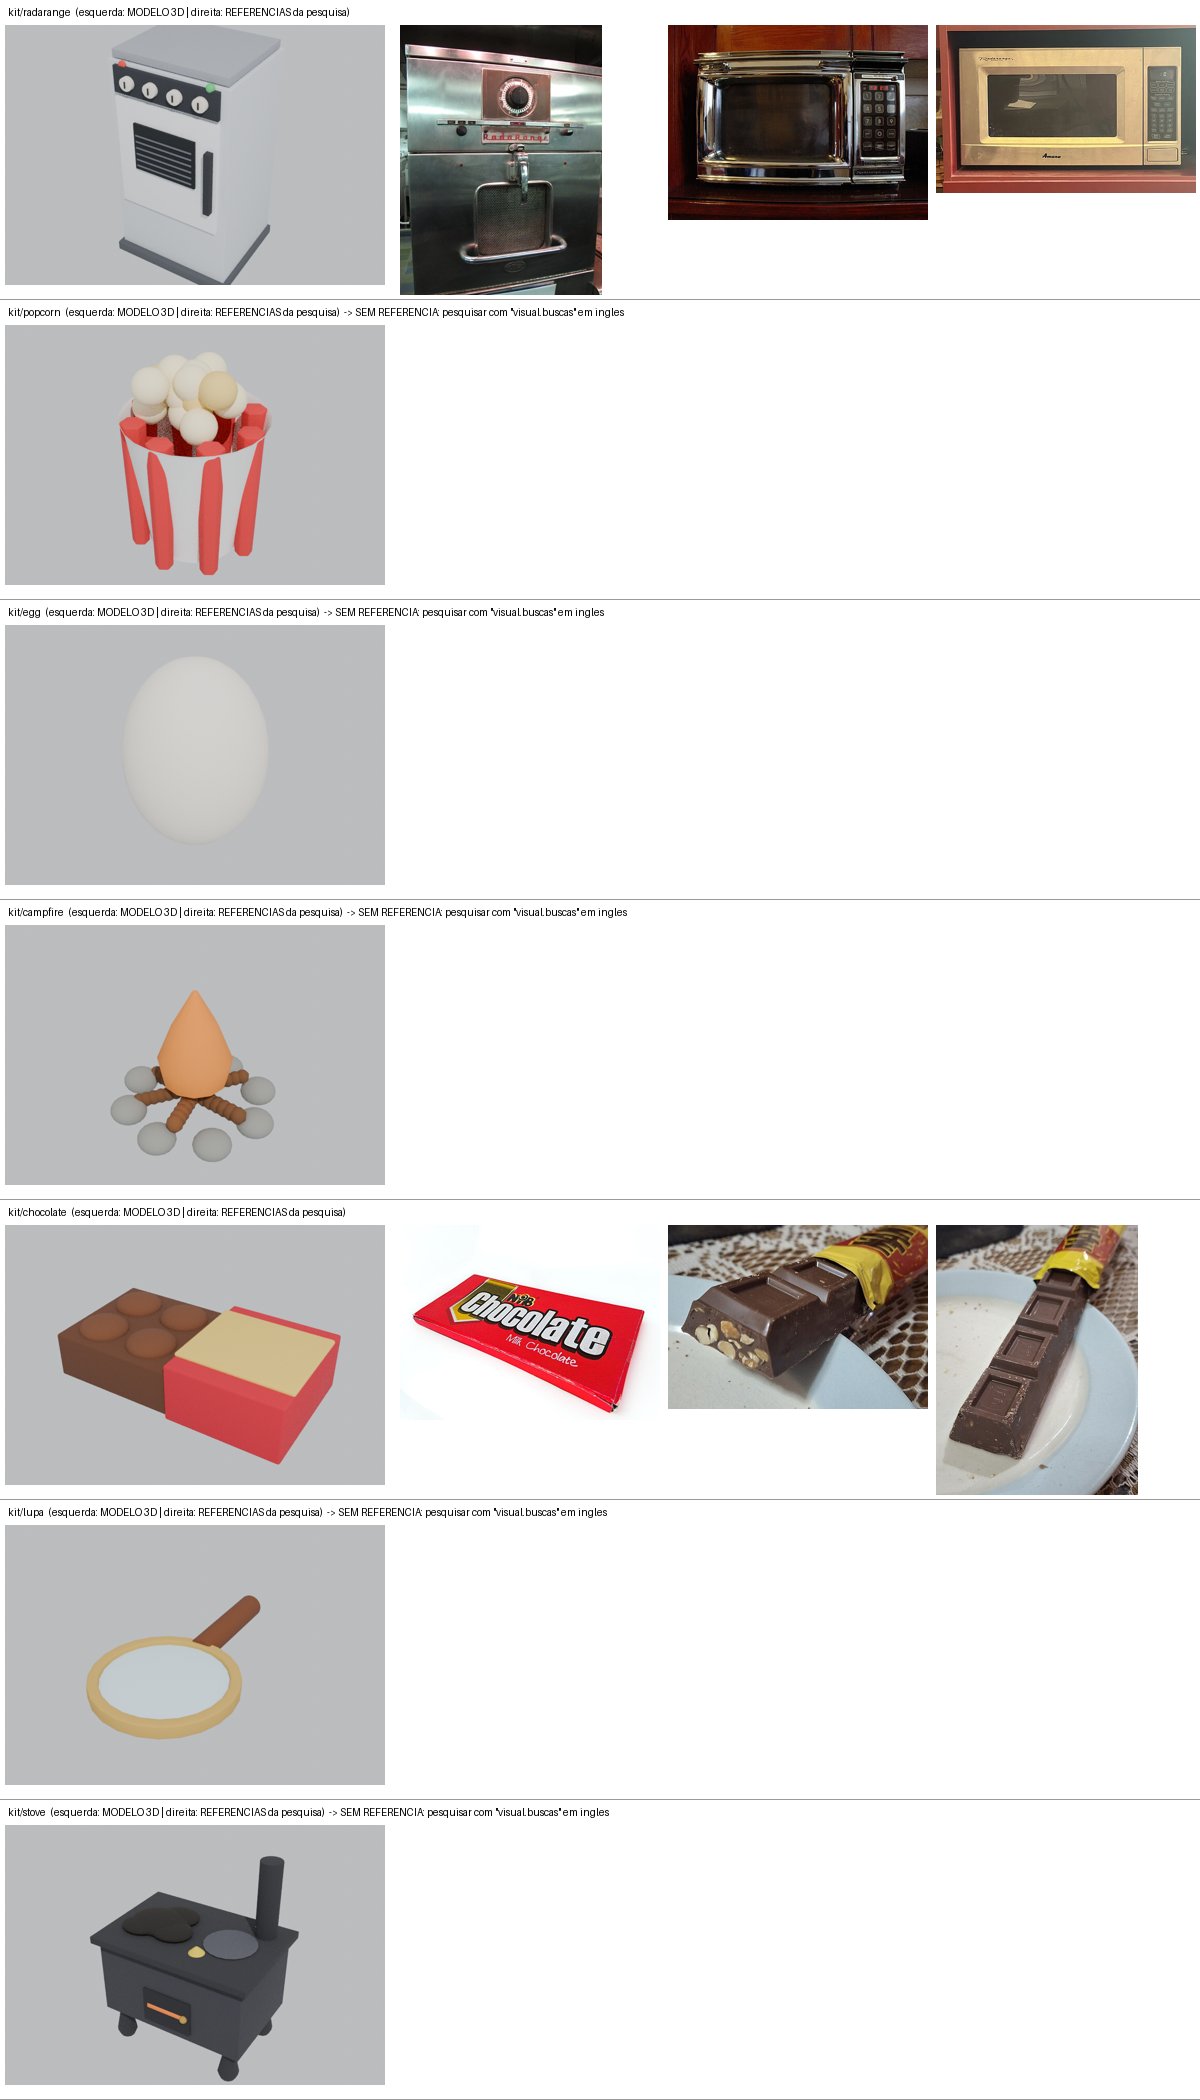 kit/radarange (esquerda: MODELO 3D | direita: REFERENCIAS da pesquisa)
RadaRange
Amana
kit/popcorn (esquerda: MODELO 3D | direita: REFERENCIAS da pesquisa) -> SEM REFERENCIA: pesquisar com "visual.buscas" em ingles
kit/egg (esquerda: MODELO 3D | direita: REFERENCIAS da pesquisa) -> SEM REFERENCIA: pesquisar com "visual.buscas" em ingles
kit/campfire (esquerda: MODELO 3D | direita: REFERENCIAS da pesquisa) -> SEM REFERENCIA: pesquisar com "visual.buscas" em ingles
kit/chocolate (esquerda: MODELO 3D | direita: REFERENCIAS da pesquisa)
Chocolate
Milk Chocolate
kit/lupa (esquerda: MODELO 3D | direita: REFERENCIAS da pesquisa) -> SEM REFERENCIA: pesquisar com "visual.buscas" em ingles
kit/stove (esquerda: MODELO 3D | direita: REFERENCIAS da pesquisa) -> SEM REFERENCIA: pesquisar com "visual.buscas" em ingles